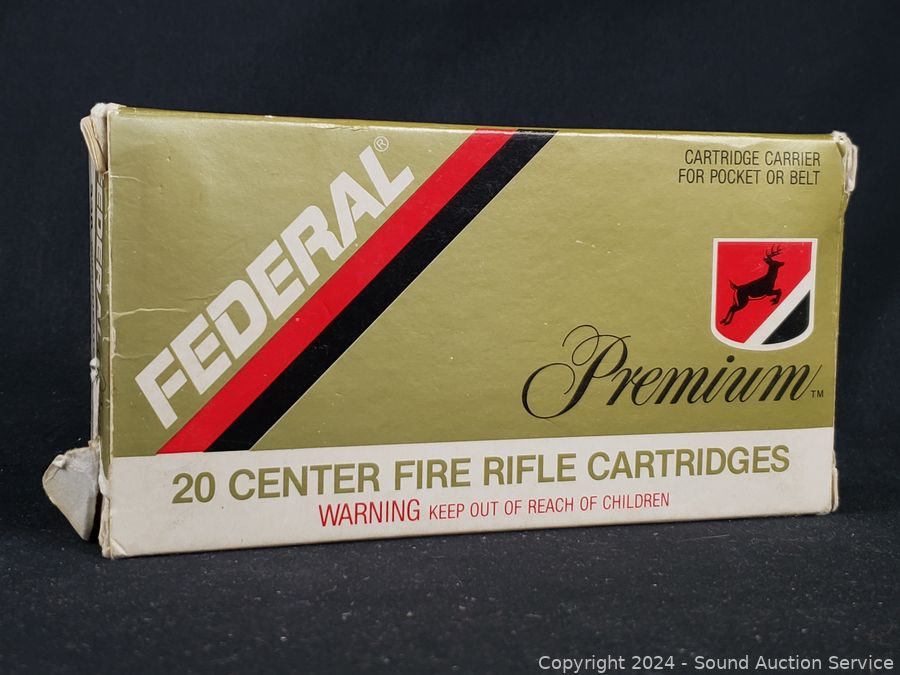 FEDERAL®
CARTRIDGE CARRIER
FOR POCKET OR BELT
Premium™
20 CENTER FIRE RIFLE CARTRIDGES
WARNING KEEP OUT OF REACH OF CHILDREN
Copyright 2024 - Sound Auction Service